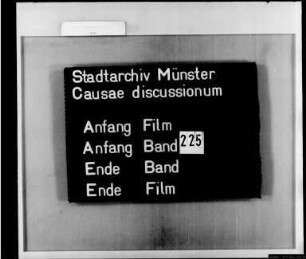 Stadtarchiv Münster
Causae discussionum
Anfang Film
Anfang Band 225
Ende Band
Ende Film